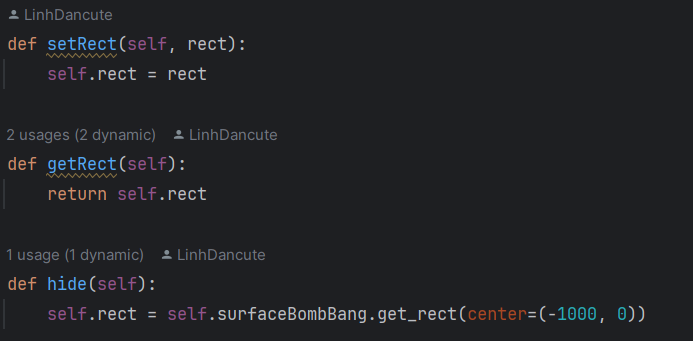 LinhDancute
def setRect(self, rect):
    self.rect = rect
2 usages (2 dynamic) LinhDancute
def getRect(self):
    return self.rect
1 usage (1 dynamic) LinhDancute
def hide(self):
    self.rect = self.surfaceBombBang.get_rect(center=(-1000, 0))